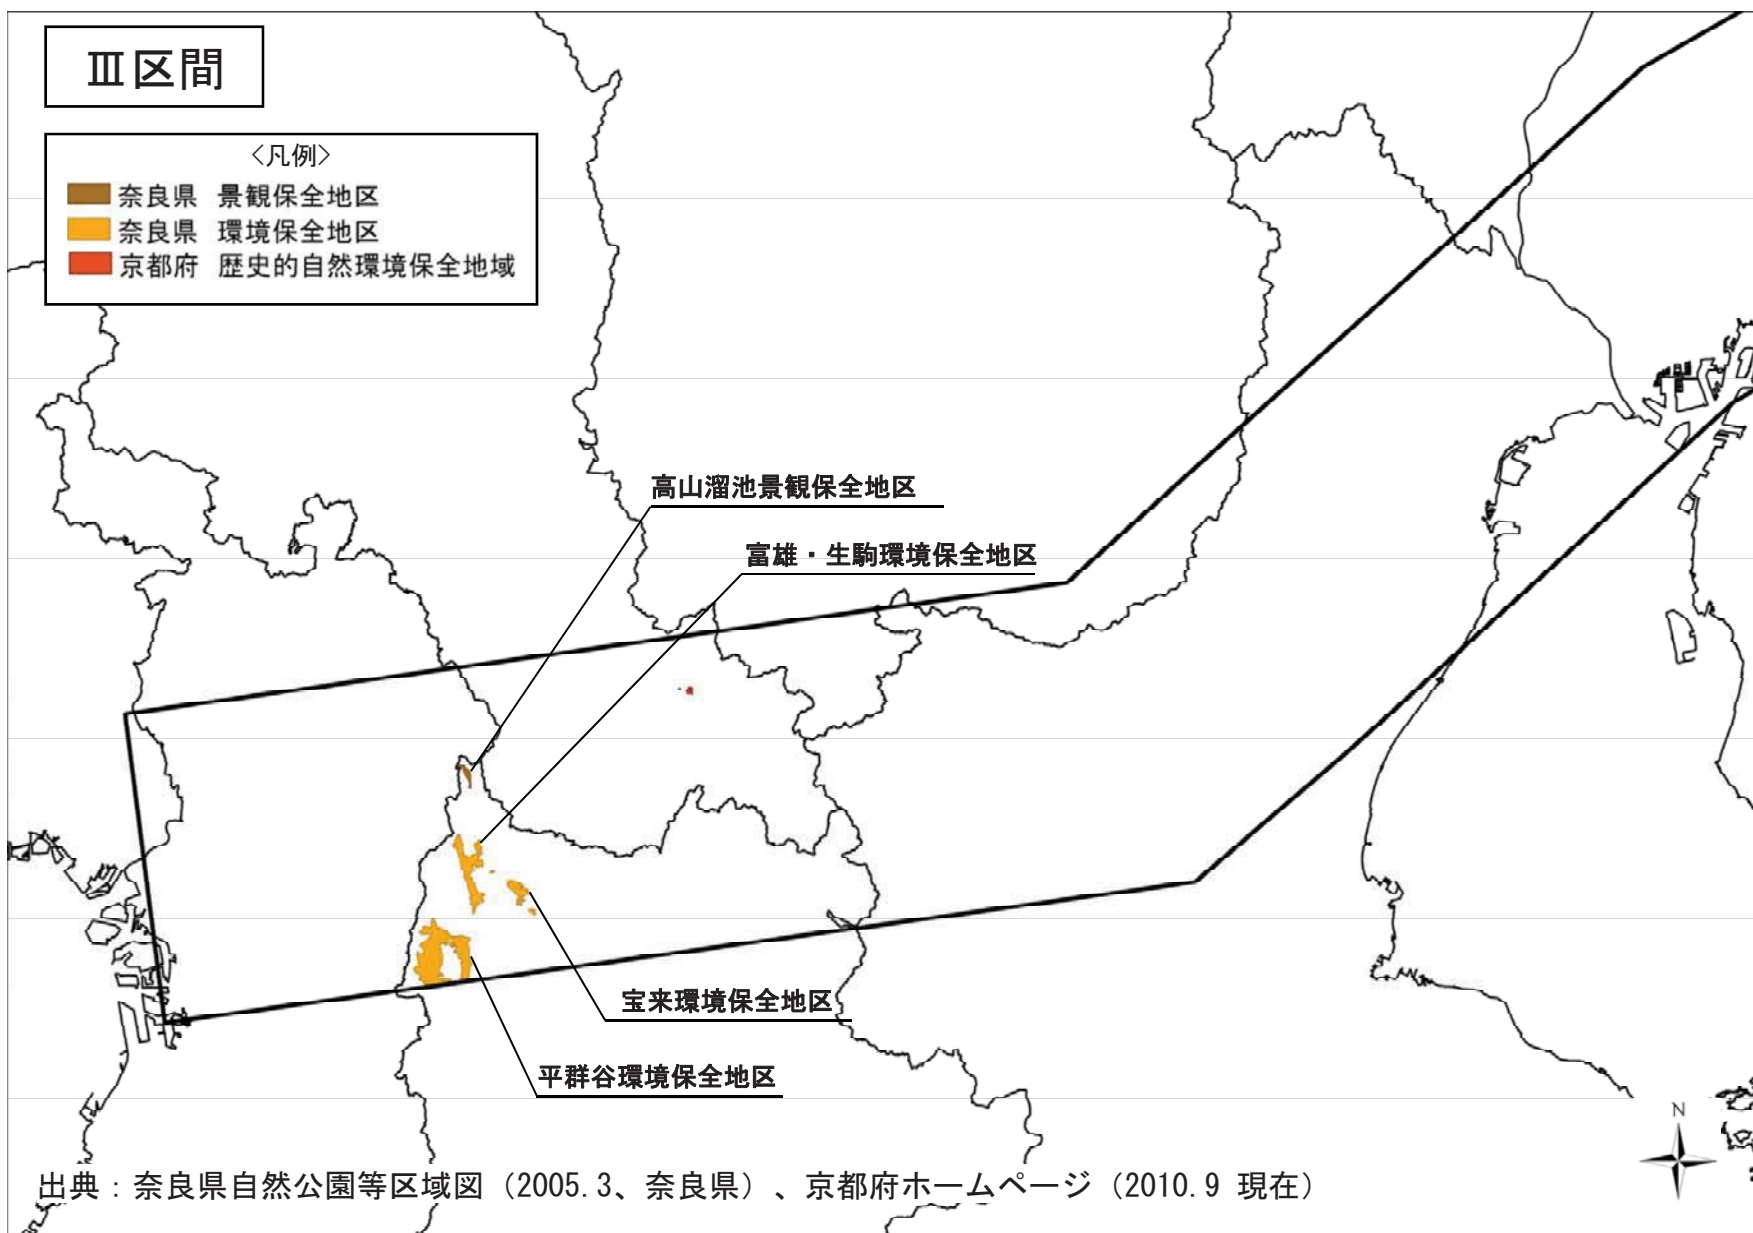 Ⅲ区間
〈凡例〉
奈良県 景観保全地区
奈良県 環境保全地区
京都府 歴史的自然環境保全地域
高山溜池景観保全地区
富雄・生駒環境保全地区
宝来環境保全地区
平群谷環境保全地区
N
出典：奈良県自然公園等区域図（2005.3、奈良県）、京都府ホームページ（2010.9 現在）